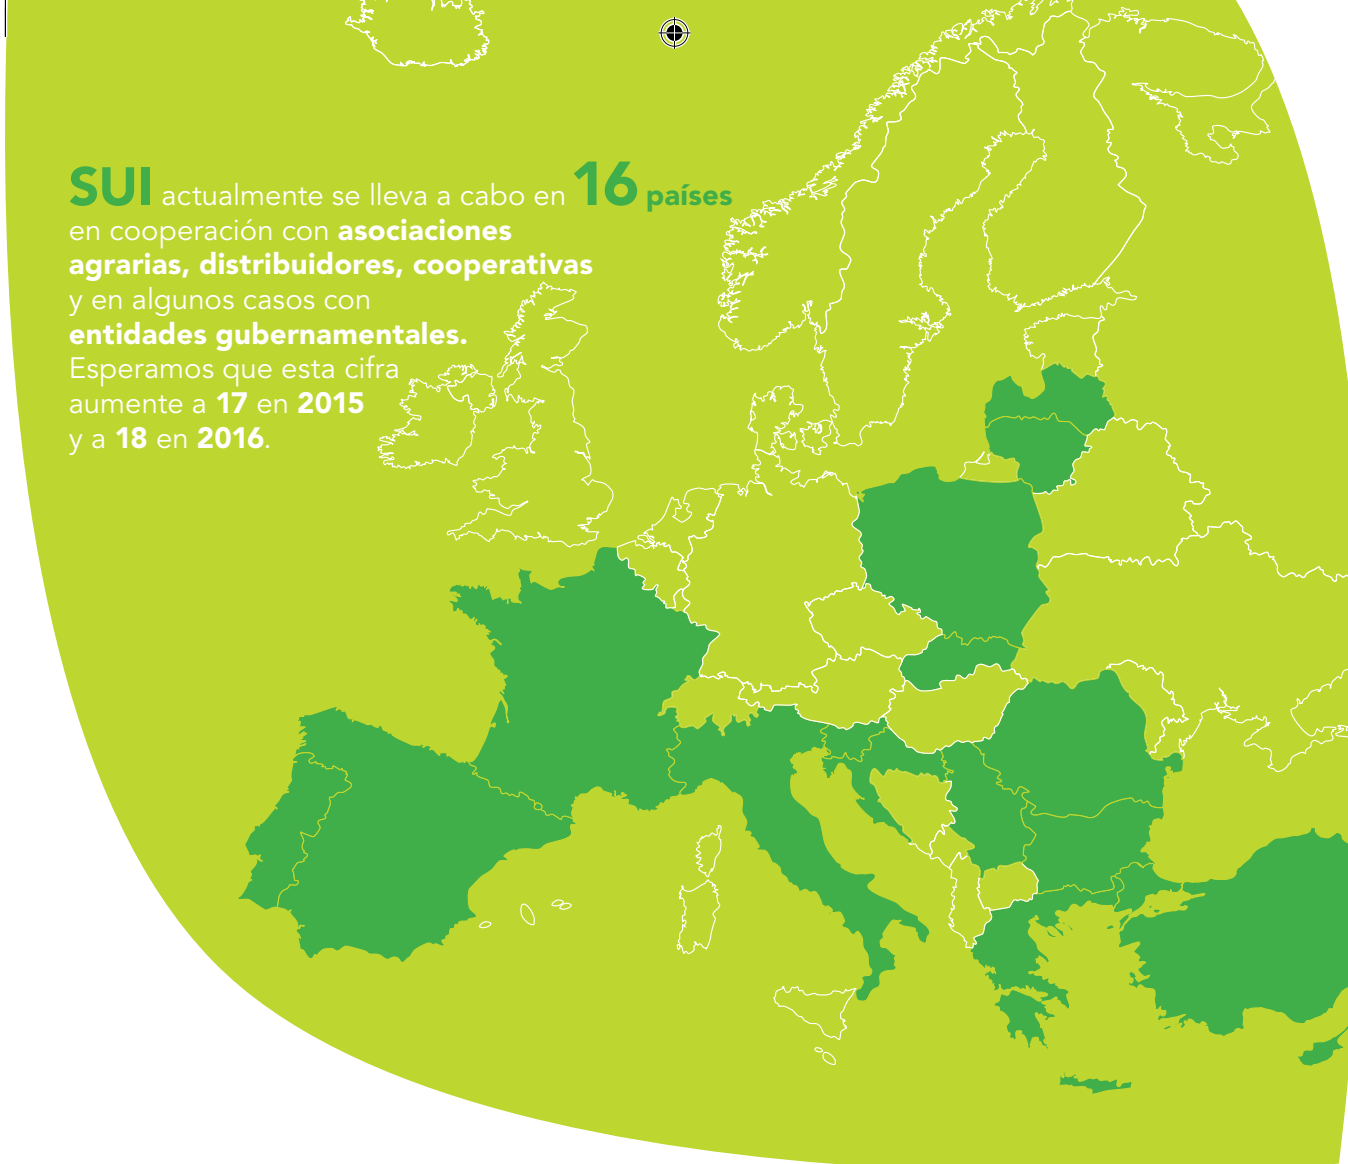 SUI actualmente se lleva a cabo en 16 países
en cooperación con asociaciones
agrarias, distribuidores, cooperativas
y en algunos casos con
entidades gubernamentales.
Esperamos que esta cifra
aumente a 17 en 2015
y a 18 en 2016.